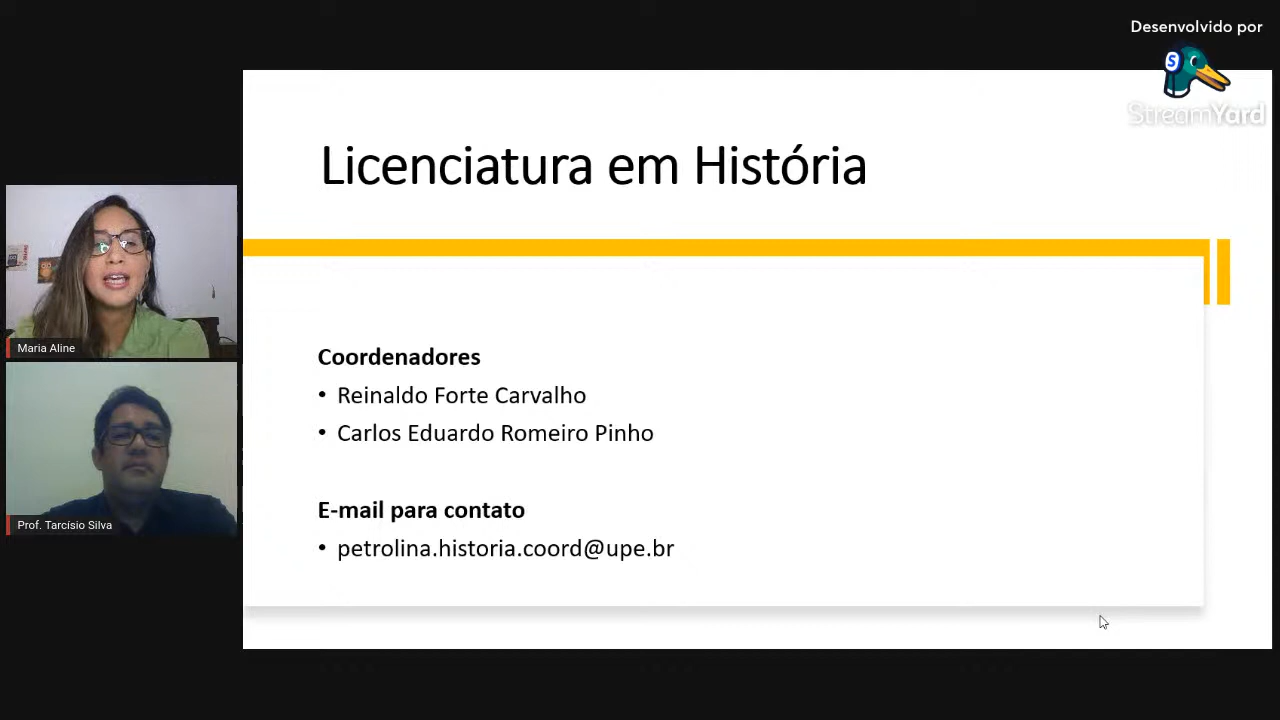 Desenvolvido por
StreamYard
Licenciatura em História
Coordenadores
• Reinaldo Forte Carvalho
• Carlos Eduardo Romeiro Pinho
E-mail para contato
• petrolina.historia.coord@upe.br
Maria Aline
Prof. Tarcísio Silva